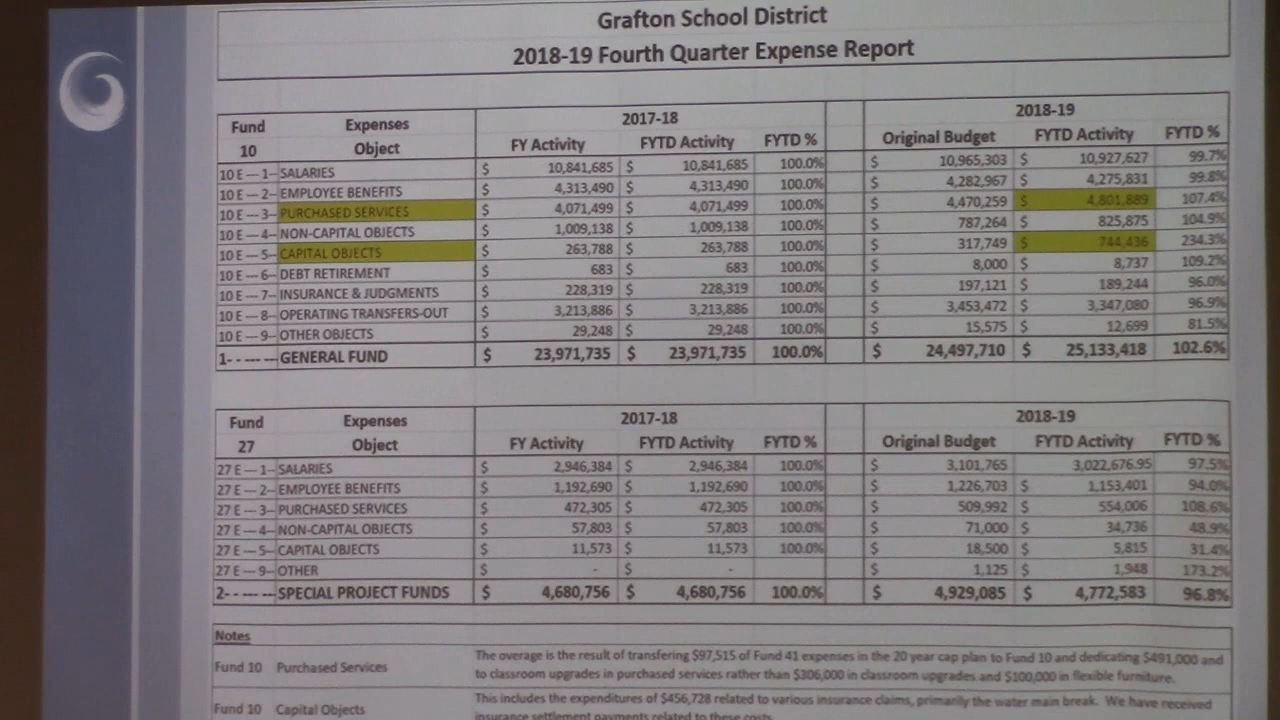 Grafton School District
2018-19 Fourth Quarter Expense Report
Fund Expenses 2017-18 2018-19
10 Object FY Activity FYTD Activity FYTD % Original Budget FYTD Activity FYTD %
10 E --- 1-- SALARIES $ 10,841,685 $ 10,841,685 100.0% $ 10,965,303 $ 10,927,627 99.7%
10 E --- 2-- EMPLOYEE BENEFITS $ 4,313,490 $ 4,313,490 100.0% $ 4,282,967 $ 4,275,831 99.8%
10 E --- 3-- PURCHASED SERVICES $ 4,071,499 $ 4,071,499 100.0% $ 4,470,259 $ 4,801,889 107.4%
10 E --- 4-- NON-CAPITAL OBJECTS $ 1,009,138 $ 1,009,138 100.0% $ 787,264 $ 825,875 104.9%
10 E --- 5-- CAPITAL OBJECTS $ 263,788 $ 263,788 100.0% $ 317,749 $ 744,436 234.3%
10 E --- 6-- DEBT RETIREMENT $ 683 $ 683 100.0% $ 8,000 $ 8,737 109.2%
10 E --- 7-- INSURANCE & JUDGMENTS $ 228,319 $ 228,319 100.0% $ 197,121 $ 189,244 96.0%
10 E --- 8-- OPERATING TRANSFERS-OUT $ 3,213,886 $ 3,213,886 100.0% $ 3,453,472 $ 3,347,080 96.9%
10 E --- 9-- OTHER OBJECTS $ 29,248 $ 29,248 100.0% $ 15,575 $ 12,699 81.5%
1- - --- -- GENERAL FUND $ 23,971,735 $ 23,971,735 100.0% $ 24,497,710 $ 25,133,418 102.6%
Fund Expenses 2017-18 2018-19
27 Object FY Activity FYTD Activity FYTD % Original Budget FYTD Activity FYTD %
27 E --- 1-- SALARIES $ 2,946,384 $ 2,946,384 100.0% $ 3,101,765 3,022,676.95 97.5%
27 E --- 2-- EMPLOYEE BENEFITS $ 1,192,690 $ 1,192,690 100.0% $ 1,226,703 $ 1,153,401 94.0%
27 E --- 3-- PURCHASED SERVICES $ 472,305 $ 472,305 100.0% $ 509,992 $ 554,006 108.6%
27 E --- 4-- NON-CAPITAL OBJECTS $ 57,803 $ 57,803 100.0% $ 71,000 $ 34,736 48.9%
27 E --- 5-- CAPITAL OBJECTS $ 11,573 $ 11,573 100.0% $ 18,500 $ 5,815 31.4%
27 E --- 9-- OTHER $ - $ - $ 1,125 $ 1,948 173.2%
2- - --- -- SPECIAL PROJECT FUNDS $ 4,680,756 $ 4,680,756 100.0% $ 4,929,085 $ 4,772,583 96.8%
Notes
Fund 10 Purchased Services The overage is the result of transfering $97,515 of Fund 41 expenses in the 20 year cap plan to Fund 10 and dedicating $491,000 and
to classroom upgrades in purchased services rather than $306,000 in classroom upgrades and $100,000 in flexible furniture.
Fund 10 Capital Objects This includes the expenditures of $456,728 related to various insurance claims, primarily the water main break. We have received
insurance settlement payments related to these costs.